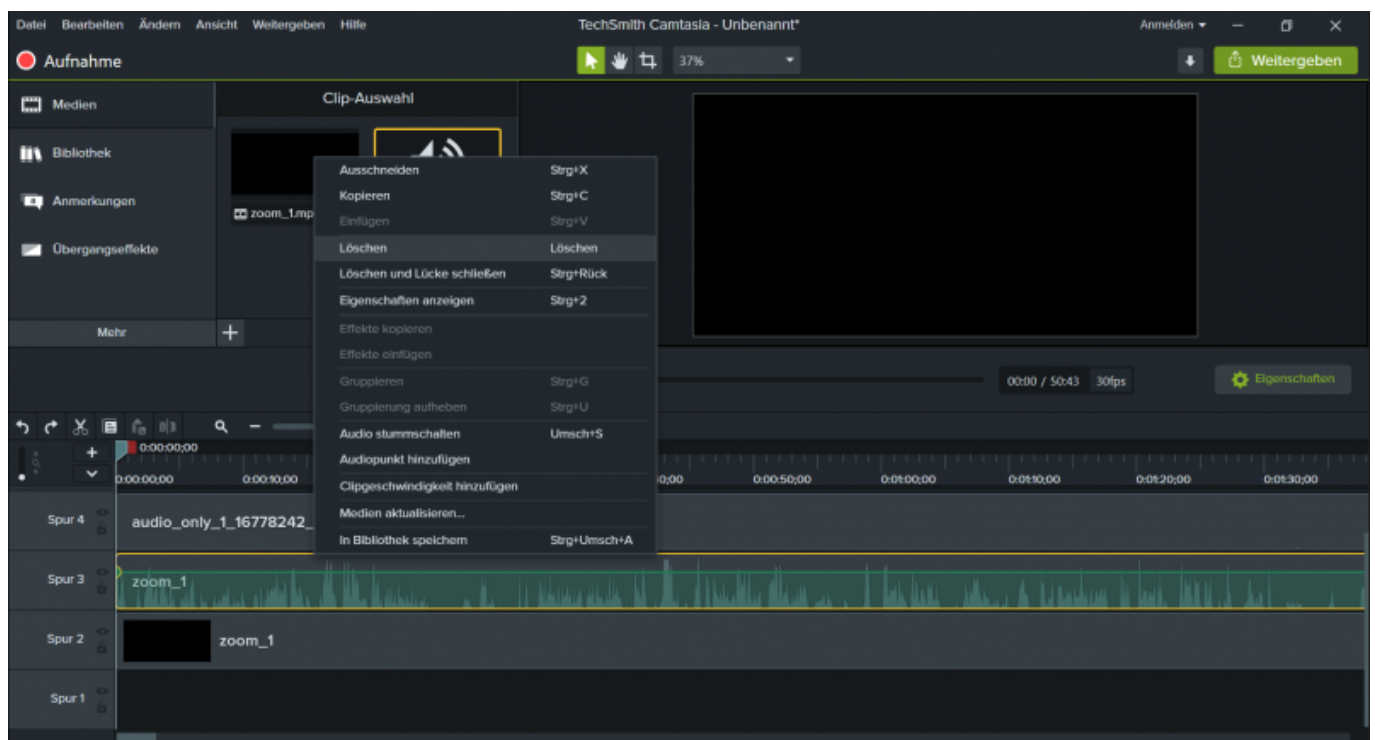 Datei Bearbeiten Ändern Ansicht Weitergeben Hilfe TechSmith Camtasia - Unbenannt* Anmelden
Aufnahme 37% Weitergeben
Medien
Bibliothek
Anmerkungen
Übergangseffekte
Mehr
Clip-Auswahl
zoom_1.mp
Ausschneiden Strg+X
Kopieren Strg+C
Einfügen Strg+V
Löschen Löschen
Löschen und Lücke schließen Strg+Rück
Eigenschaften anzeigen Strg+2
Effekte kopieren
Effekte einfügen
Gruppieren Strg+G
Gruppierung aufheben Strg+U
Audio stummschalten Umsch+S
Audiopunkt hinzufügen
Clipgeschwindigkeit hinzufügen
Medien aktualisieren...
In Bibliothek speichern Strg+Umsch+A
00:00 / 50:43 30fps Eigenschaften
0:00:00;00
0:00:00;00 0:00:10;00 0;00 0:00:50;00 0:01:00;00 0:01:10;00 0:01:20;00 0:01:30;00
Spur 4 audio_only_1_16778242_
Spur 3 zoom_1
Spur 2 zoom_1
Spur 1